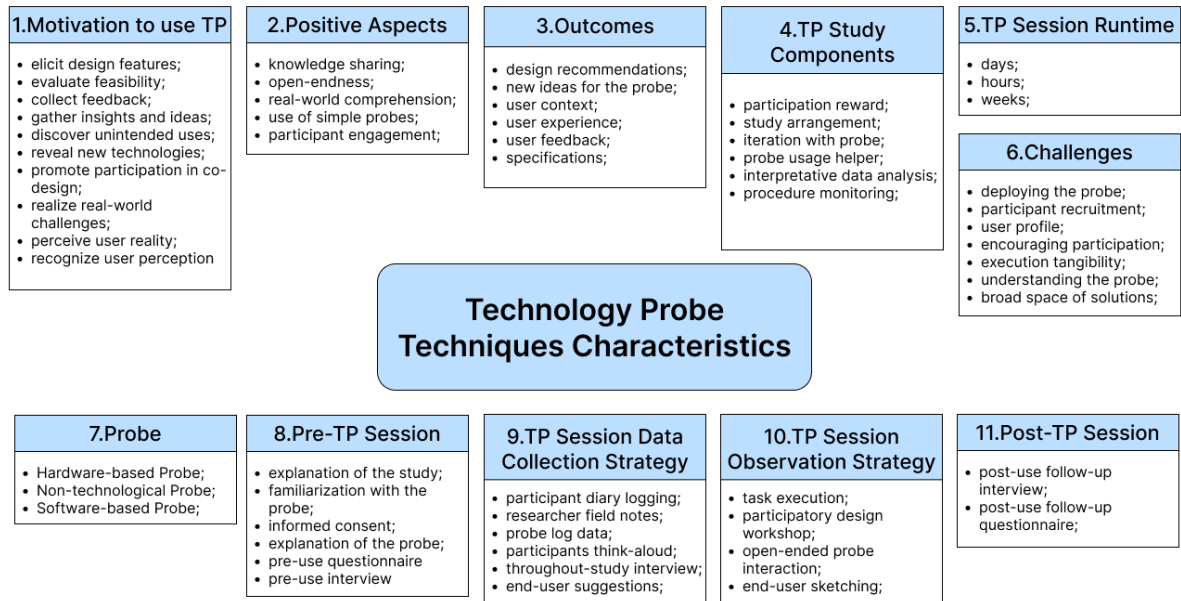 1.Motivation to use TP
• elicit design features;
• evaluate feasibility;
• collect feedback;
• gather insights and ideas;
• discover unintended uses;
• reveal new technologies;
• promote participation in co-
design;
• realize real-world
challenges;
• perceive user reality;
• recognize user perception
2.Positive Aspects
• knowledge sharing;
• open-endness;
• real-world comprehension;
• use of simple probes;
• participant engagement;
3.Outcomes
• design recommendations;
• new ideas for the probe;
• user context;
• user experience;
• user feedback;
• specifications;
4.TP Study
Components
• participation reward;
• study arrangement;
• iteration with probe;
• probe usage helper;
• interpretative data analysis;
• procedure monitoring;
5.TP Session Runtime
• days;
• hours;
• weeks;
6.Challenges
• deploying the probe;
• participant recruitment;
• user profile;
• encouraging participation;
• execution tangibility;
• understanding the probe;
• broad space of solutions;
Technology Probe
Techniques Characteristics
7.Probe
• Hardware-based Probe;
• Non-technological Probe;
• Software-based Probe;
8.Pre-TP Session
• explanation of the study;
• familiarization with the
probe;
• informed consent;
• explanation of the probe;
• pre-use questionnaire
• pre-use interview
9.TP Session Data
Collection Strategy
• participant diary logging;
• researcher field notes;
• probe log data;
• participants think-aloud;
• throughout-study interview;
• end-user suggestions;
10.TP Session
Observation Strategy
• task execution;
• participatory design
workshop;
• open-ended probe
interaction;
• end-user sketching;
11.Post-TP Session
• post-use follow-up
interview;
• post-use follow-up
questionnaire;